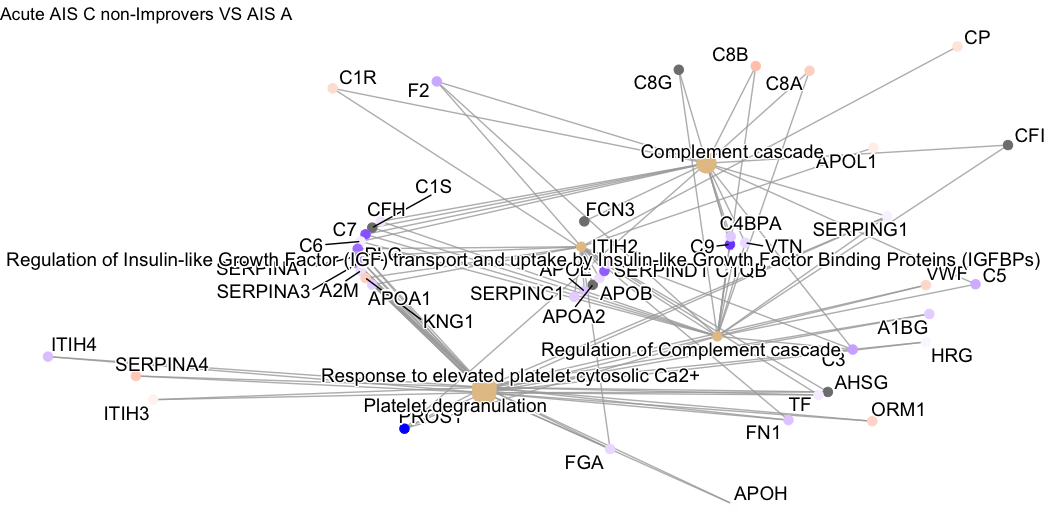 Acute AIS C non-Improvers VS AIS A
CP
C8B
C1R
C8G
C8A
F2
CFI
Complement cascade
APOL1
C1S
CFH
FCN3
C7
C4BPA
SERPING1
C6
ITIH2
C9
VTN
Regulation of Insulin-like Growth Factor (IGF) transport and uptake by Insulin-like Growth Factor Binding Proteins (IGFBPs)
SERPINA1
SERPIND1
C1QB
VWF
C5
SERPINA3
A2M
APOA1
SERPINC1
APOB
APOA2
KNG1
A1BG
ITIH4
Regulation of Complement cascade
C3
HRG
SERPINA4
Response to elevated platelet cytosolic Ca2+
AHSG
ITIH3
Platelet degranulation
TF
ORM1
PROS1
FN1
FGA
APOH